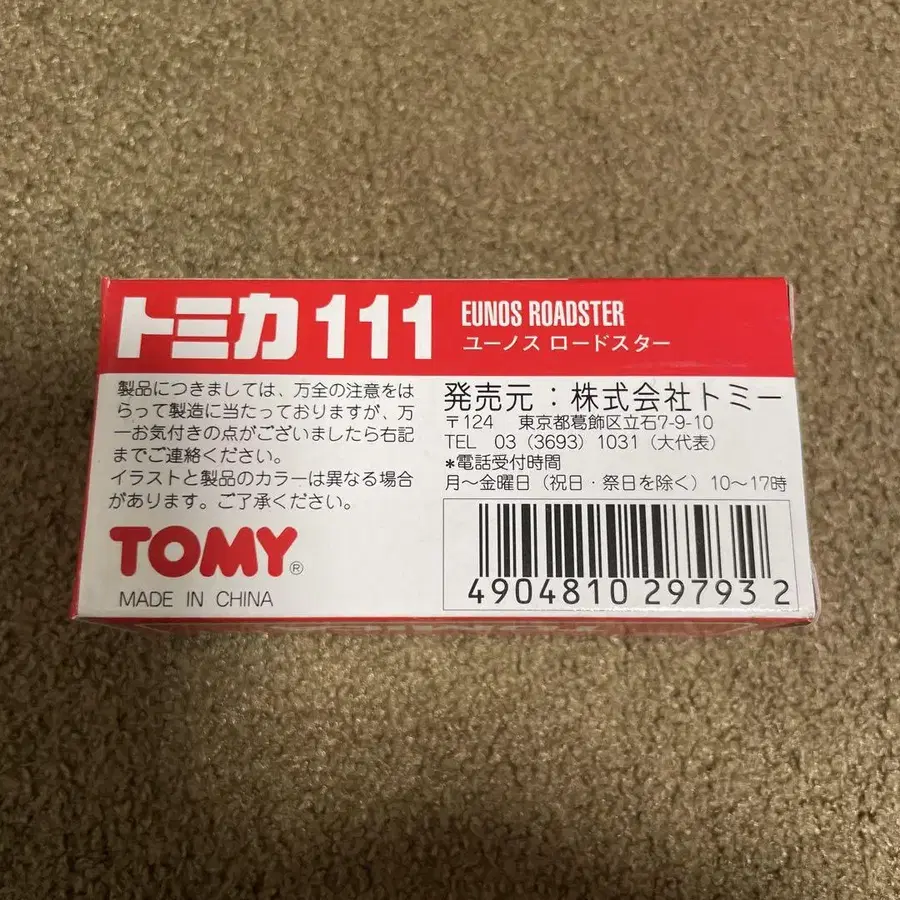 トミカ 111
EUNOS ROADSTER
ユーノス ロードスター
製品につきましては、万全の注意をは
らって製造に当たっておりますが、万
一お気付きの点がございましたら右記
までご連絡ください。
イラストと製品のカラーは異なる場合
があります。ご了承ください。
TOMY®
MADE IN CHINA
発売元：株式会社トミー
〒124 東京都葛飾区立石7-9-10
TEL 03 (3693) 1031 (大代表)
*電話受付時間
月～金曜日（祝日・祭日を除く）10～17時
4904810 297932